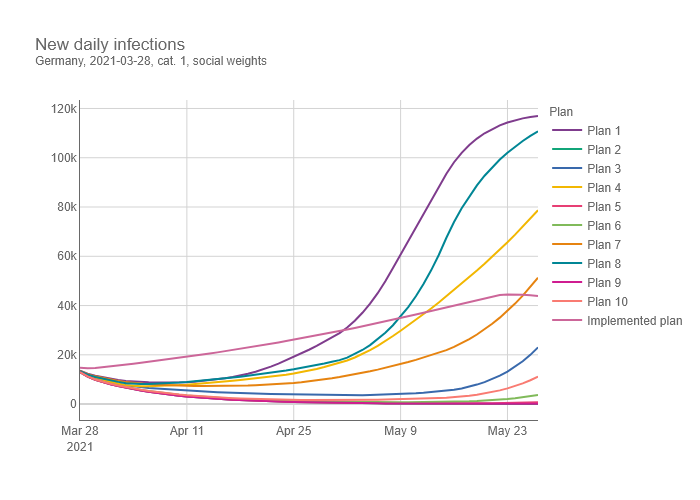 New daily infections
Germany, 2021-03-28, cat. 1, social weights
120k
100k
80k
60k
40k
20k
0
Mar 28
2021
Apr 11
Apr 25
May 9
May 23
Plan
Plan 1
Plan 2
Plan 3
Plan 4
Plan 5
Plan 6
Plan 7
Plan 8
Plan 9
Plan 10
Implemented plan